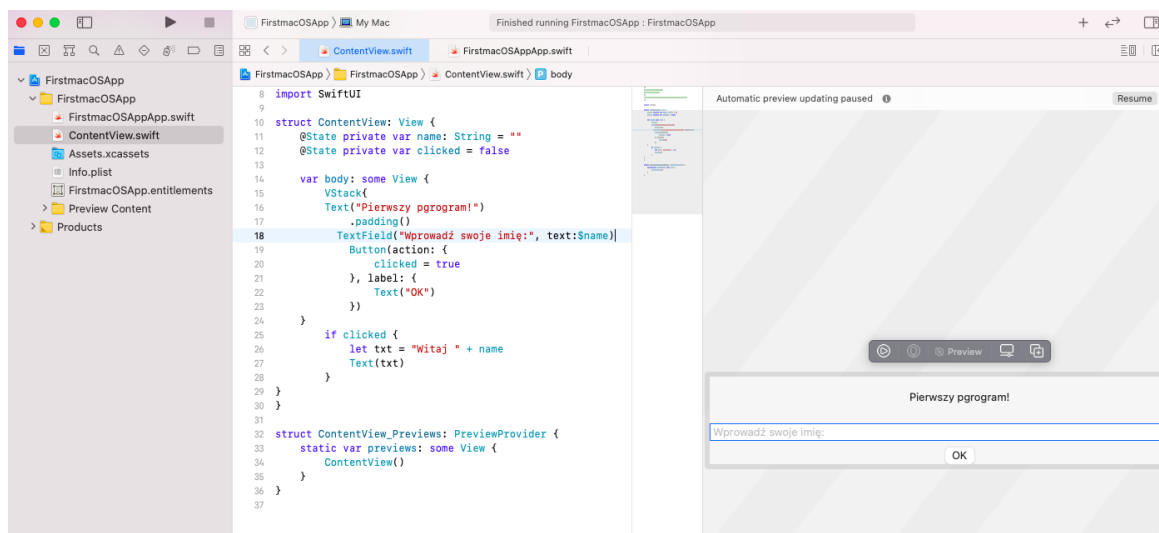 FirstmacOSApp 〉 My Mac
Finished running FirstmacOSApp : FirstmacOSApp
ContentView.swift
FirstmacOSAppApp.swift
FirstmacOSApp 〉 FirstmacOSApp 〉 ContentView.swift 〉 P body
FirstmacOSApp
FirstmacOSApp
FirstmacOSAppApp.swift
ContentView.swift
Assets.xcassets
Info.plist
FirstmacOSApp.entitlements
Preview Content
Products
8 import SwiftUI
9
10 struct ContentView: View {
11     @State private var name: String = ""
12     @State private var clicked = false
13
14     var body: some View {
15         VStack{
16         Text("Pierwszy pgrogram!")
17             .padding()
18           TextField("Wprowadź swoje imię:", text:$name)
19             Button(action: {
20                 clicked = true
21             }, label: {
22                 Text("OK")
23             })
24     }
25         if clicked {
26             let txt = "Witaj " + name
27             Text(txt)
28         }
29 }
30 }
31
32 struct ContentView_Previews: PreviewProvider {
33     static var previews: some View {
34         ContentView()
35     }
36 }
37
Automatic preview updating paused
Resume
Preview
Pierwszy pgrogram!
Wprowadź swoje imię:
OK